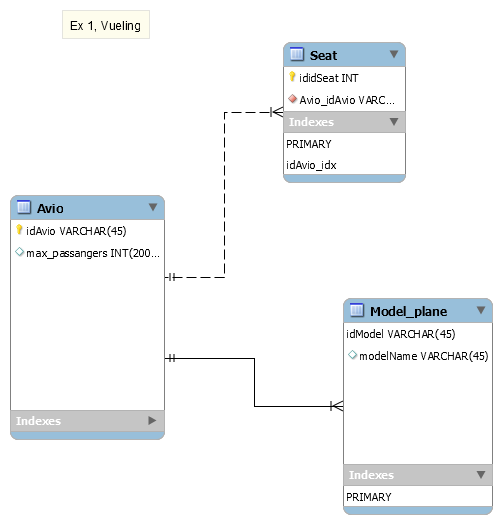 Ex 1, Vueling
Seat
ididSeat INT
Avio_idAvio VARC...
Indexes
PRIMARY
idAvio_idx
Avio
idAvio VARCHAR(45)
max_passangers INT(200...
Indexes
Model_plane
idModel VARCHAR(45)
modelName VARCHAR(45)
Indexes
PRIMARY